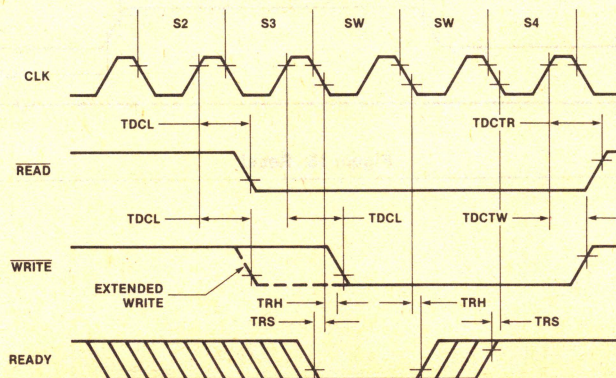 S2 S3 SW SW S4
CLK
TDCL TDCTR
READ
TDCL TDCL TDCTW
WRITE
EXTENDED
WRITE
TRH TRH
TRS TRS
READY